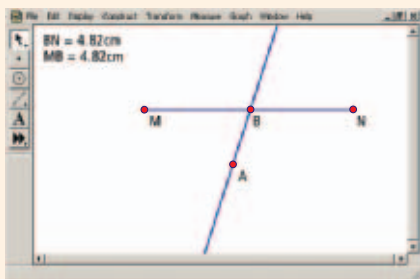 File Edit Display Construct Transform Measure Graph Window Help
BN = 4.82cm
MB = 4.82cm
M
B
N
A
A